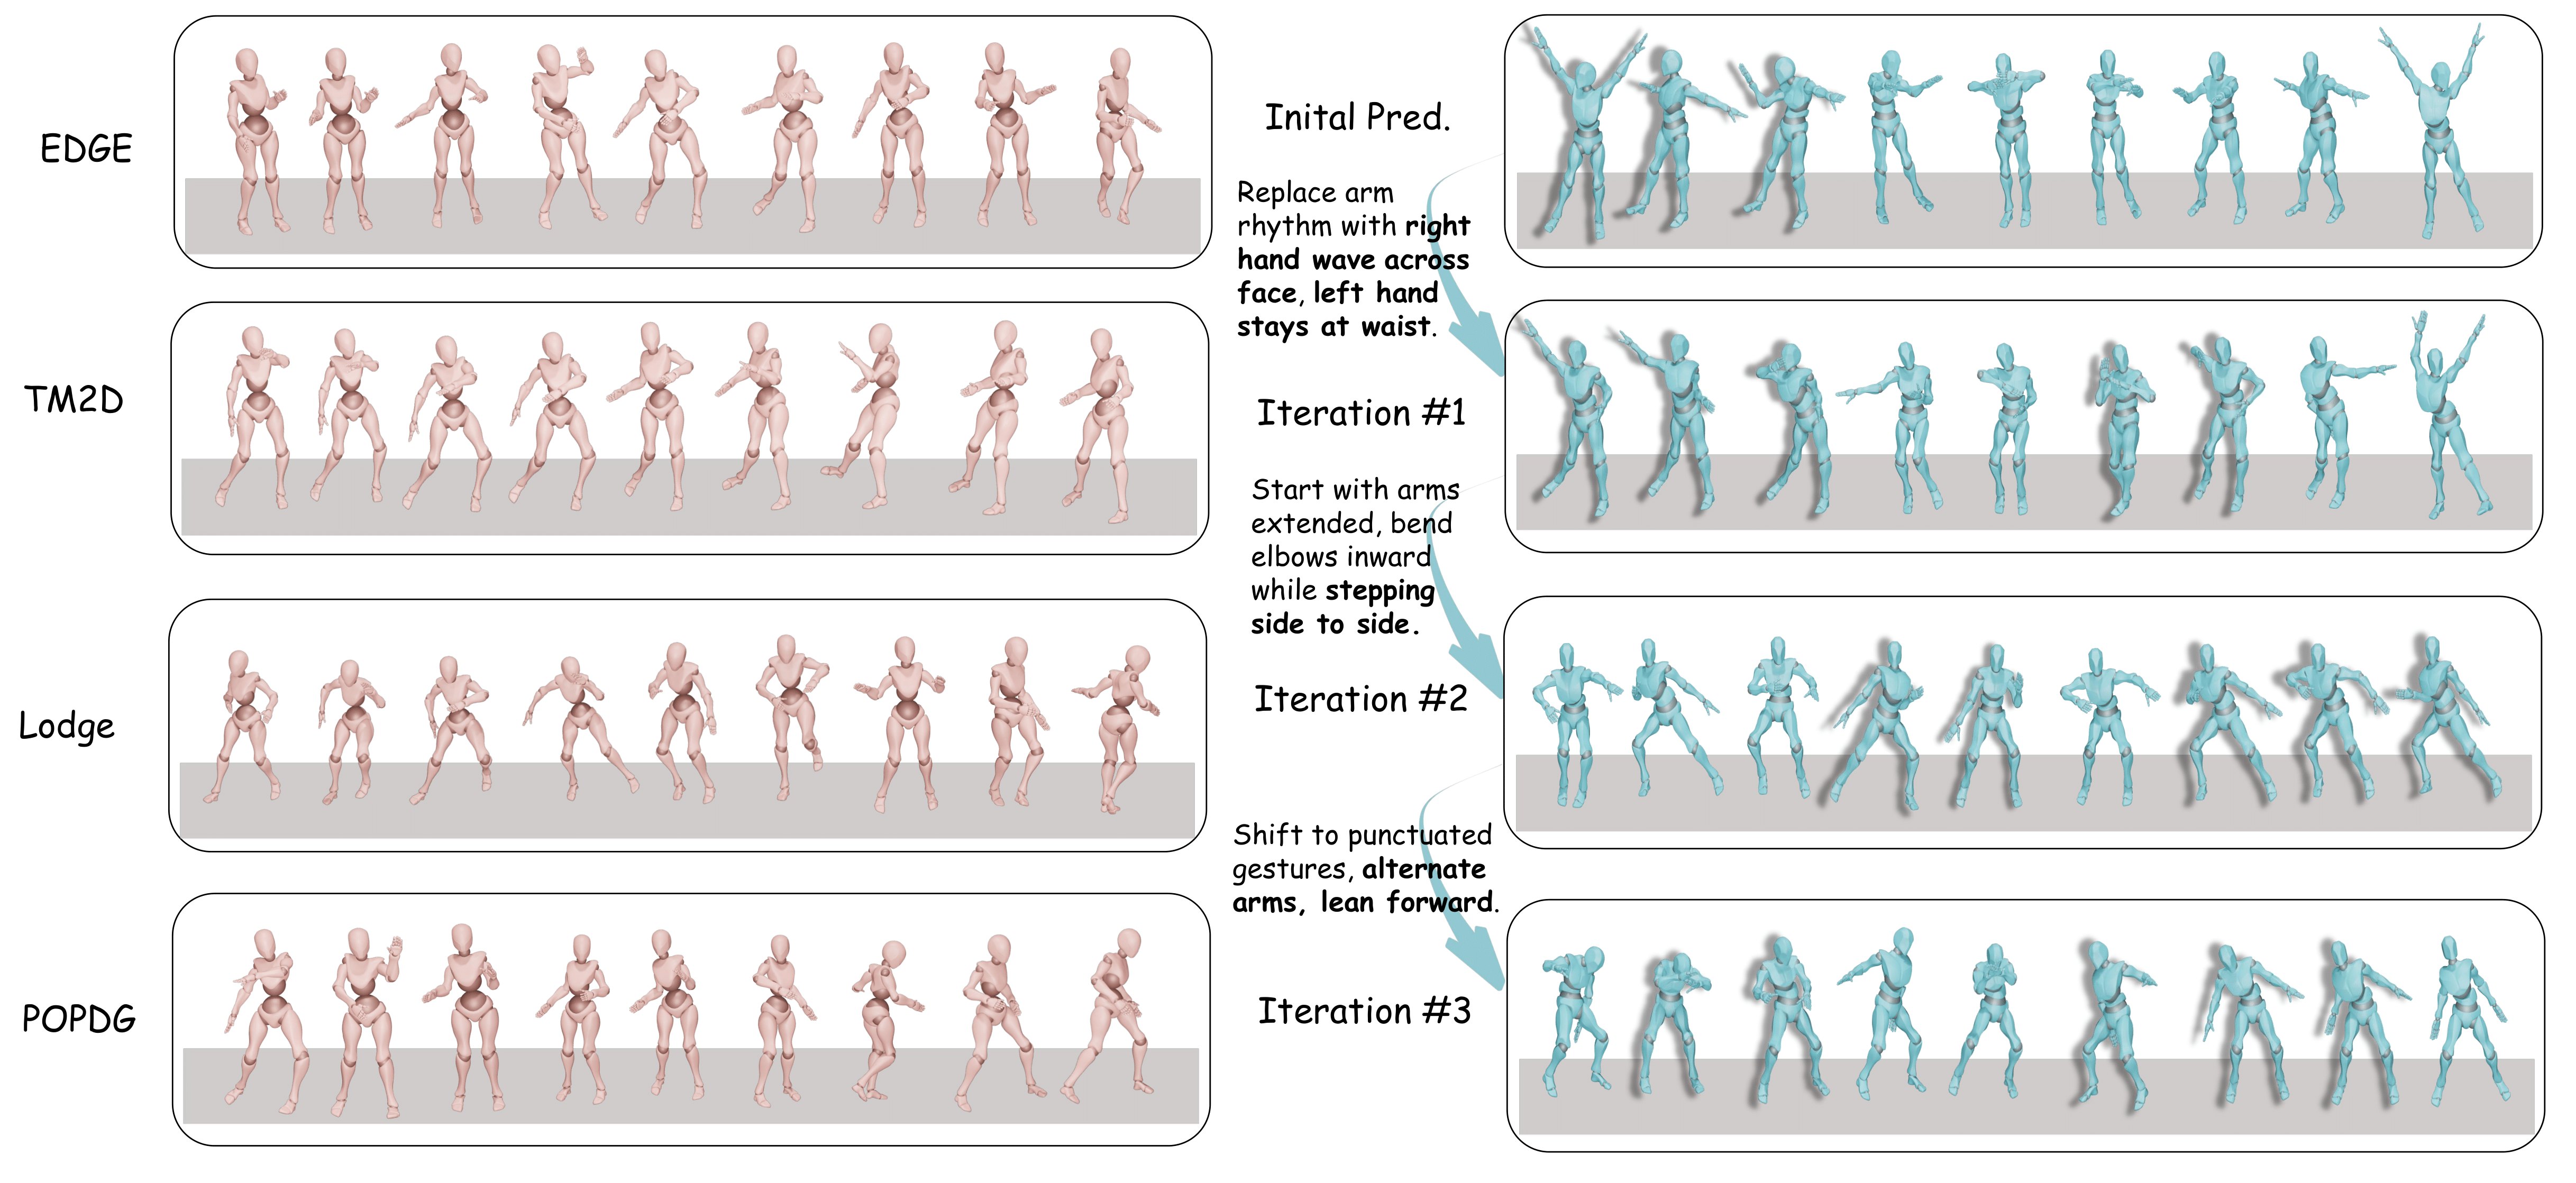 EDGE
TM2D
Lodge
POPDG
Inital Pred.
Replace arm
rhythm with right
hand wave across
face, left hand
stays at waist.
Iteration #1
Start with arms
extended, bend
elbows inward
while stepping
side to side.
Iteration #2
Shift to punctuated
gestures, alternate
arms, lean forward.
Iteration #3